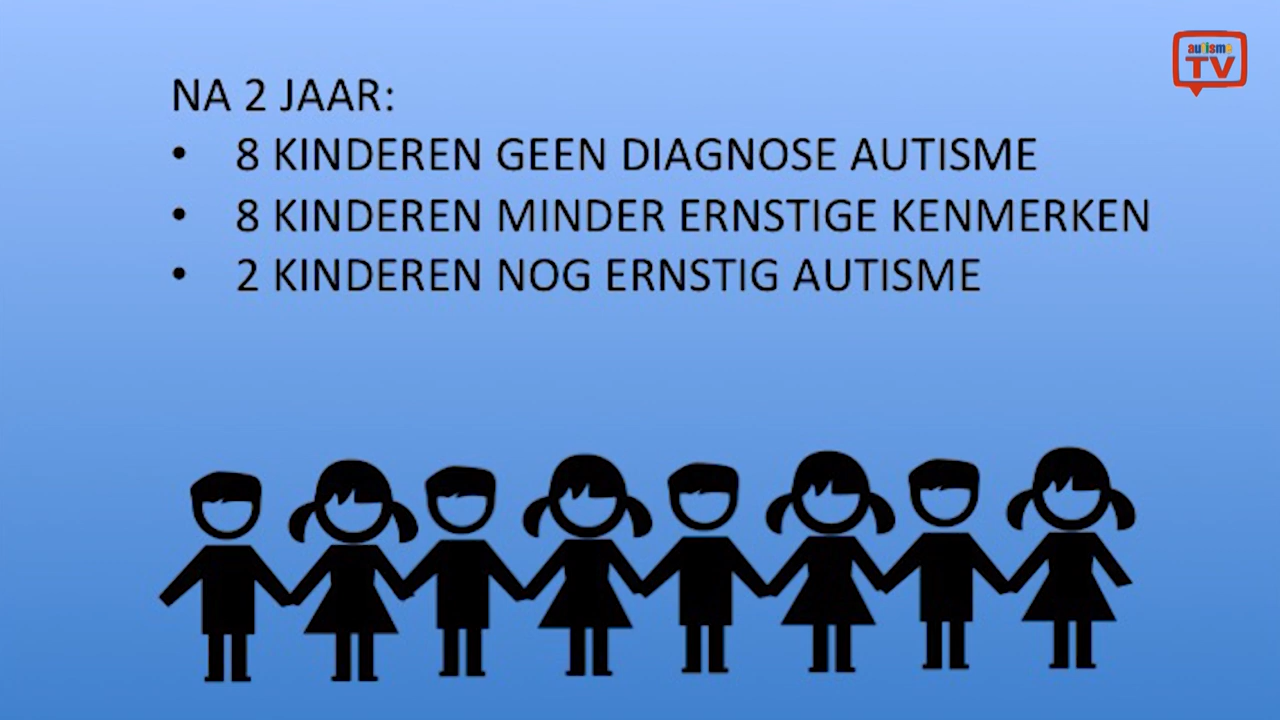 autisme
TV
NA 2 JAAR:
• 8 KINDEREN GEEN DIAGNOSE AUTISME
• 8 KINDEREN MINDER ERNSTIGE KENMERKEN
• 2 KINDEREN NOG ERNSTIG AUTISME